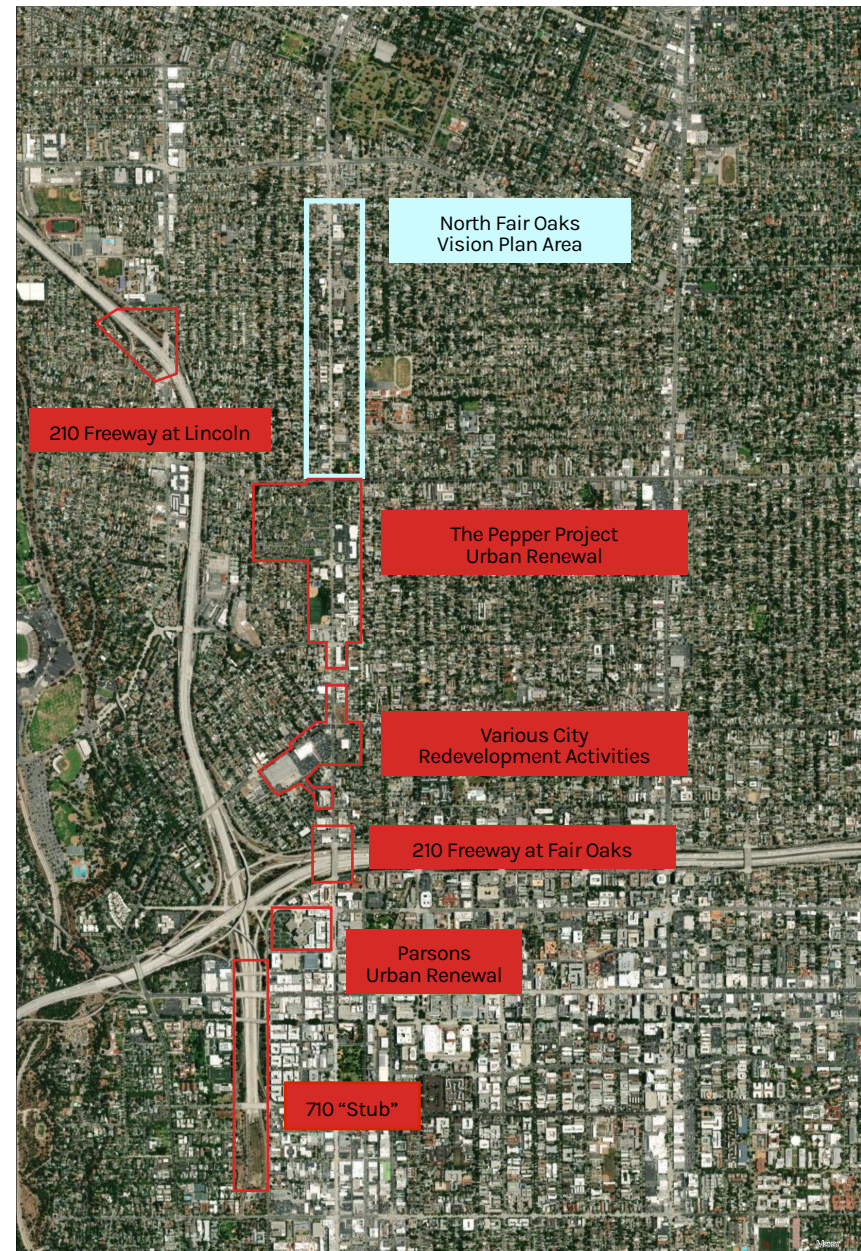 North Fair Oaks
Vision Plan Area
210 Freeway at Lincoln
The Pepper Project
Urban Renewal
Various City
Redevelopment Activities
210 Freeway at Fair Oaks
Parsons
Urban Renewal
710 “Stub”